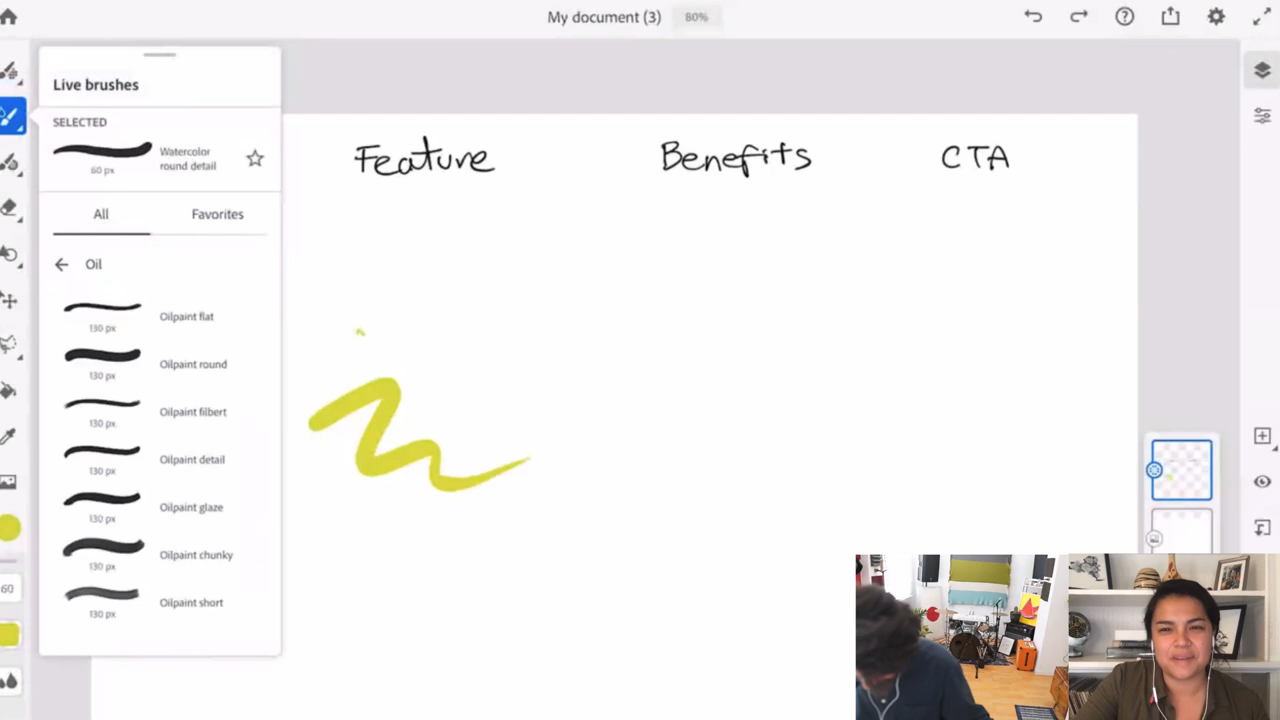 My document (3) 80%
Live brushes
SELECTED
Watercolor
round detail
60 px
All Favorites
Oil
Oilpaint flat
130 px
Oilpaint round
130 px
Oilpaint filbert
130 px
Oilpaint detail
130 px
Oilpaint glaze
130 px
Oilpaint chunky
130 px
Oilpaint short
130 px
60
Feature Benefits CTA